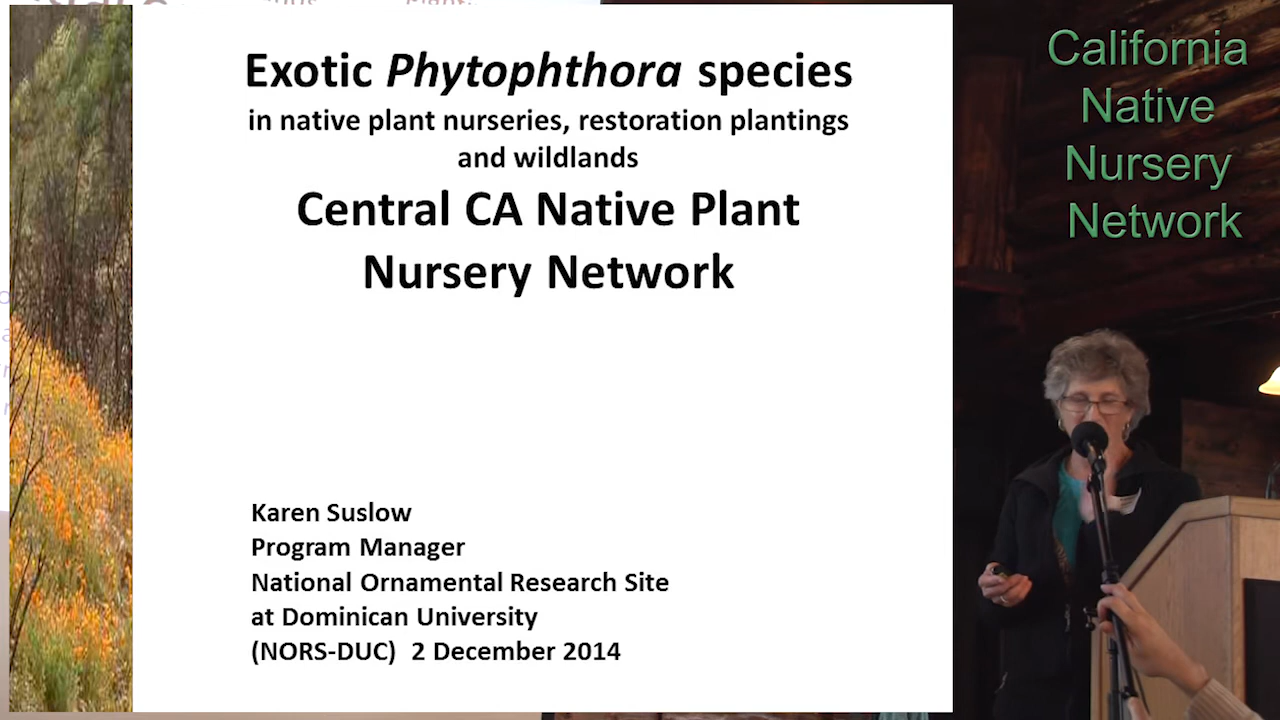 Exotic Phytophthora species
in native plant nurseries, restoration plantings
and wildlands
Central CA Native Plant
Nursery Network
Karen Suslow
Program Manager
National Ornamental Research Site
at Dominican University
(NORS-DUC) 2 December 2014
California
Native
Nursery
Network